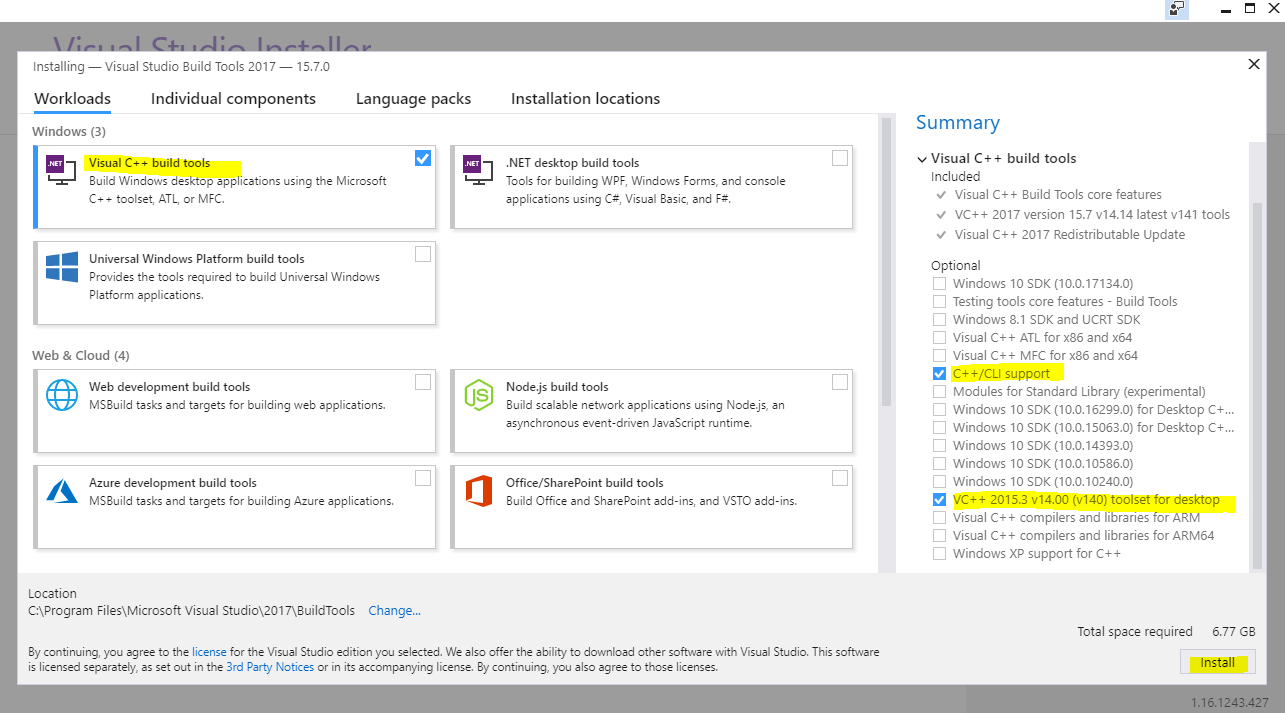 Visual Studio Installer
Installing — Visual Studio Build Tools 2017 — 15.7.0
Workloads Individual components Language packs Installation locations
Windows (3)
.NET
Visual C++ build tools
Build Windows desktop applications using the Microsoft
C++ toolset, ATL, or MFC.
.NET
.NET desktop build tools
Tools for building WPF, Windows Forms, and console
applications using C#, Visual Basic, and F#.
Universal Windows Platform build tools
Provides the tools required to build Universal Windows
Platform applications.
Web & Cloud (4)
Web development build tools
MSBuild tasks and targets for building web applications.
JS
Node.js build tools
Build scalable network applications using Node.js, an
asynchronous event-driven JavaScript runtime.
Azure development build tools
MSBuild tasks and targets for building Azure applications.
Office/SharePoint build tools
Build Office and SharePoint add-ins, and VSTO add-ins.
Summary
Visual C++ build tools
Included
Visual C++ Build Tools core features
VC++ 2017 version 15.7 v14.14 latest v141 tools
Visual C++ 2017 Redistributable Update
Optional
Windows 10 SDK (10.0.17134.0)
Testing tools core features - Build Tools
Windows 8.1 SDK and UCRT SDK
Visual C++ ATL for x86 and x64
Visual C++ MFC for x86 and x64
C++/CLI support
Modules for Standard Library (experimental)
Windows 10 SDK (10.0.16299.0) for Desktop C+...
Windows 10 SDK (10.0.15063.0) for Desktop C+...
Windows 10 SDK (10.0.14393.0)
Windows 10 SDK (10.0.10586.0)
Windows 10 SDK (10.0.10240.0)
VC++ 2015.3 v14.00 (v140) toolset for desktop
Visual C++ compilers and libraries for ARM
Visual C++ compilers and libraries for ARM64
Windows XP support for C++
Location
C:\Program Files\Microsoft Visual Studio\2017\BuildTools Change...
Total space required 6.77 GB
By continuing, you agree to the license for the Visual Studio edition you selected. We also offer the ability to download other software with Visual Studio. This software
is licensed separately, as set out in the 3rd Party Notices or in its accompanying license. By continuing, you also agree to those licenses.
Install
1.16.1243.427